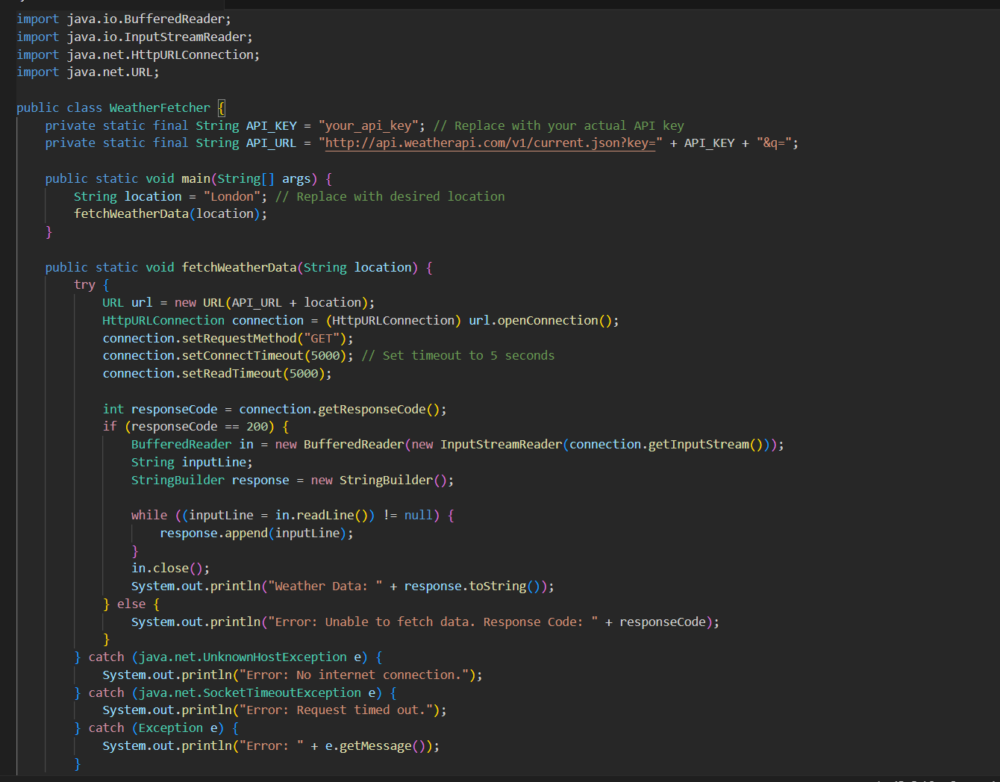 import java.io.BufferedReader;
import java.io.InputStreamReader;
import java.net.HttpURLConnection;
import java.net.URL;

public class WeatherFetcher {
    private static final String API_KEY = "your_api_key"; // Replace with your actual API key
    private static final String API_URL = "http://api.weatherapi.com/v1/current.json?key=" + API_KEY + "&q=";

    public static void main(String[] args) {
        String location = "London"; // Replace with desired location
        fetchWeatherData(location);
    }

    public static void fetchWeatherData(String location) {
        try {
            URL url = new URL(API_URL + location);
            HttpURLConnection connection = (HttpURLConnection) url.openConnection();
            connection.setRequestMethod("GET");
            connection.setConnectTimeout(5000); // Set timeout to 5 seconds
            connection.setReadTimeout(5000);

            int responseCode = connection.getResponseCode();
            if (responseCode == 200) {
                BufferedReader in = new BufferedReader(new InputStreamReader(connection.getInputStream()));
                String inputLine;
                StringBuilder response = new StringBuilder();

                while ((inputLine = in.readLine()) != null) {
                    response.append(inputLine);
                }
                in.close();
                System.out.println("Weather Data: " + response.toString());
            } else {
                System.out.println("Error: Unable to fetch data. Response Code: " + responseCode);
            }
        } catch (java.net.UnknownHostException e) {
            System.out.println("Error: No internet connection.");
        } catch (java.net.SocketTimeoutException e) {
            System.out.println("Error: Request timed out.");
        } catch (Exception e) {
            System.out.println("Error: " + e.getMessage());
        }